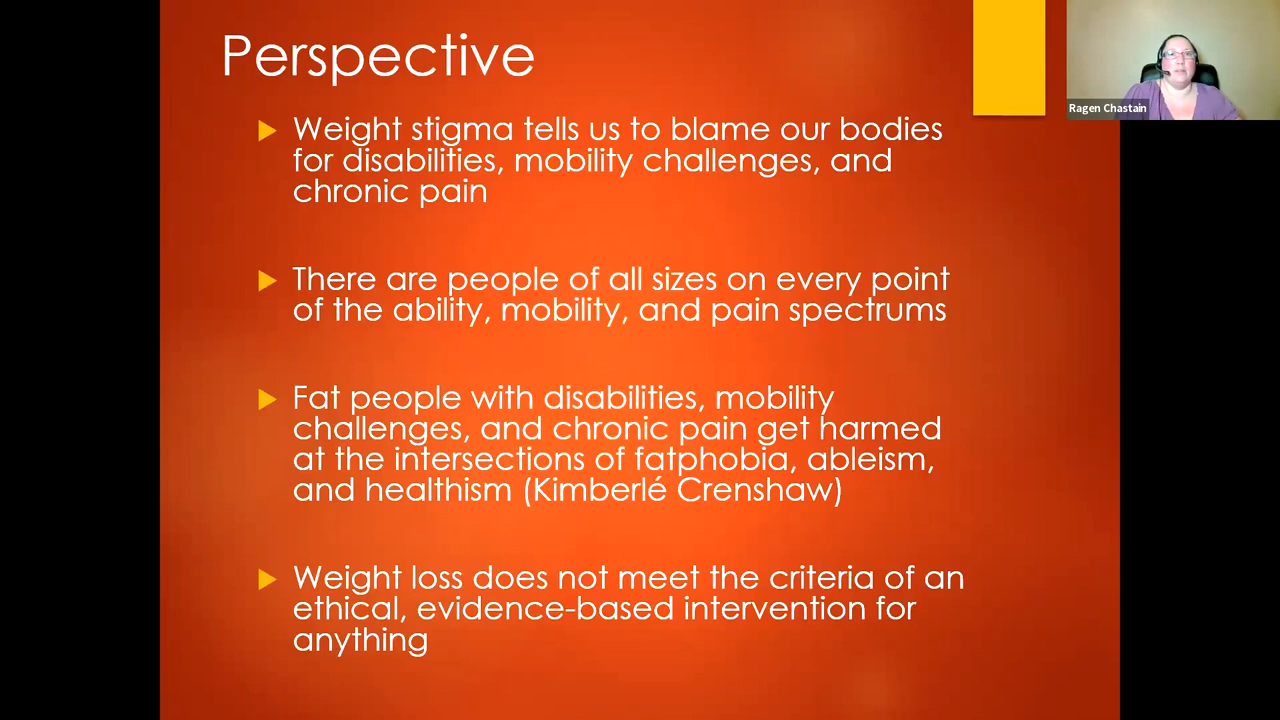 Perspective
Weight stigma tells us to blame our bodies
for disabilities, mobility challenges, and
chronic pain
There are people of all sizes on every point
of the ability, mobility, and pain spectrums
Fat people with disabilities, mobility
challenges, and chronic pain get harmed
at the intersections of fatphobia, ableism,
and healthism (Kimberlé Crenshaw)
Weight loss does not meet the criteria of an
ethical, evidence-based intervention for
anything
Ragen Chastain